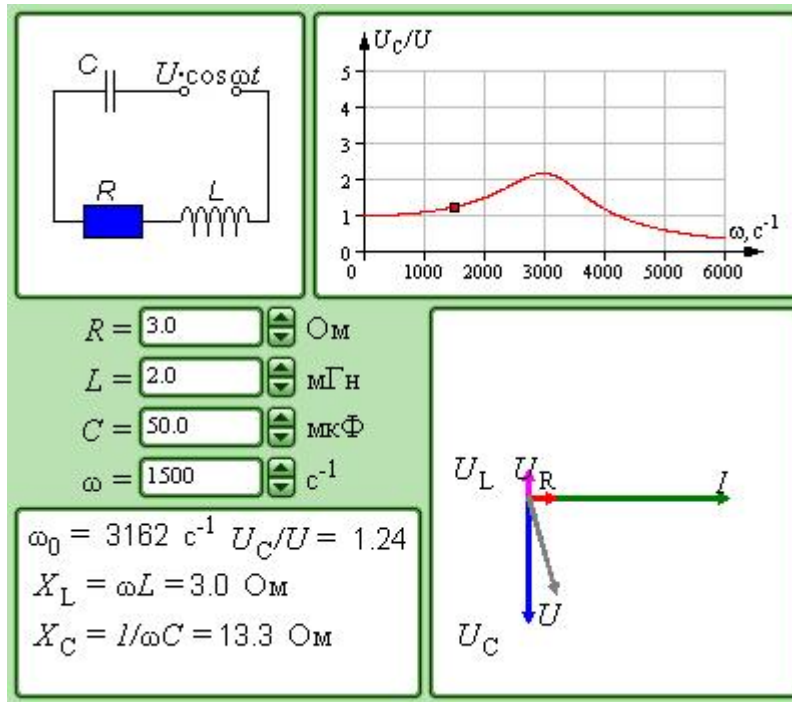 C U·cosωt
R L
U_C/U
5
4
3
2
1
0
ω, c⁻¹
0 1000 2000 3000 4000 5000 6000
R = 3.0 Ом
L = 2.0 мГн
C = 50.0 мкФ
ω = 1500 c⁻¹
ω₀ = 3162 c⁻¹ U_C/U = 1.24
X_L = ωL = 3.0 Ом
X_C = 1/ωC = 13.3 Ом
U_L U_R I
U
U_C